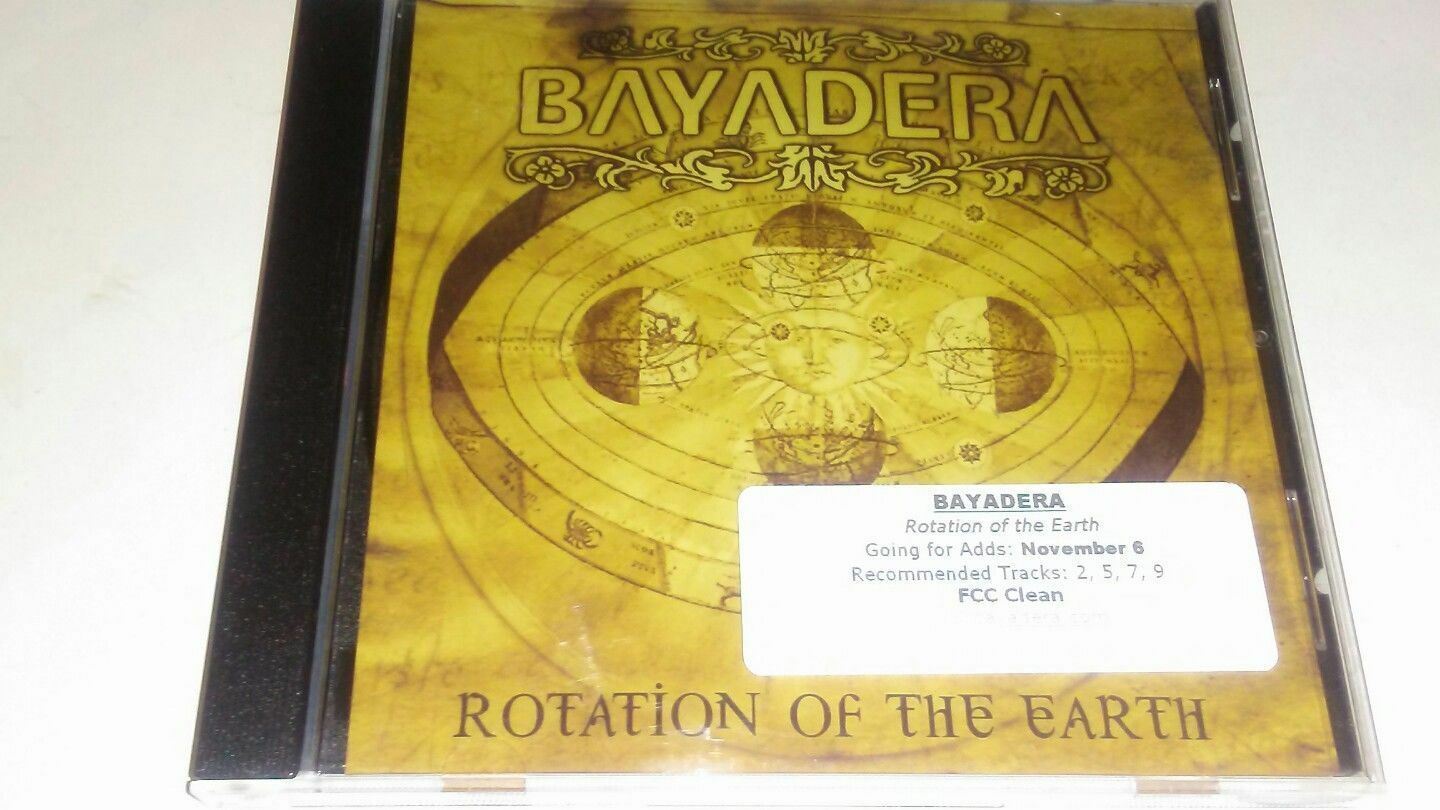 BAYADERA
BAYADERA
Rotation of the Earth
Going for Adds: November 6
Recommended Tracks: 2, 5, 7, 9
FCC Clean
ROTATION OF THE EARTH